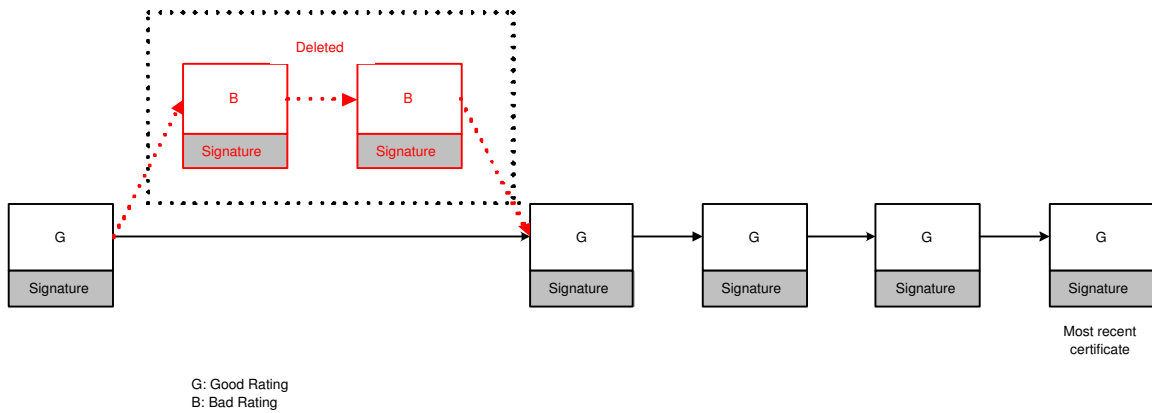 Deleted
B
B
Signature
Signature
G
G
G
G
G
Signature
Signature
Signature
Signature
Signature
Most recent
certificate
G: Good Rating
B: Bad Rating